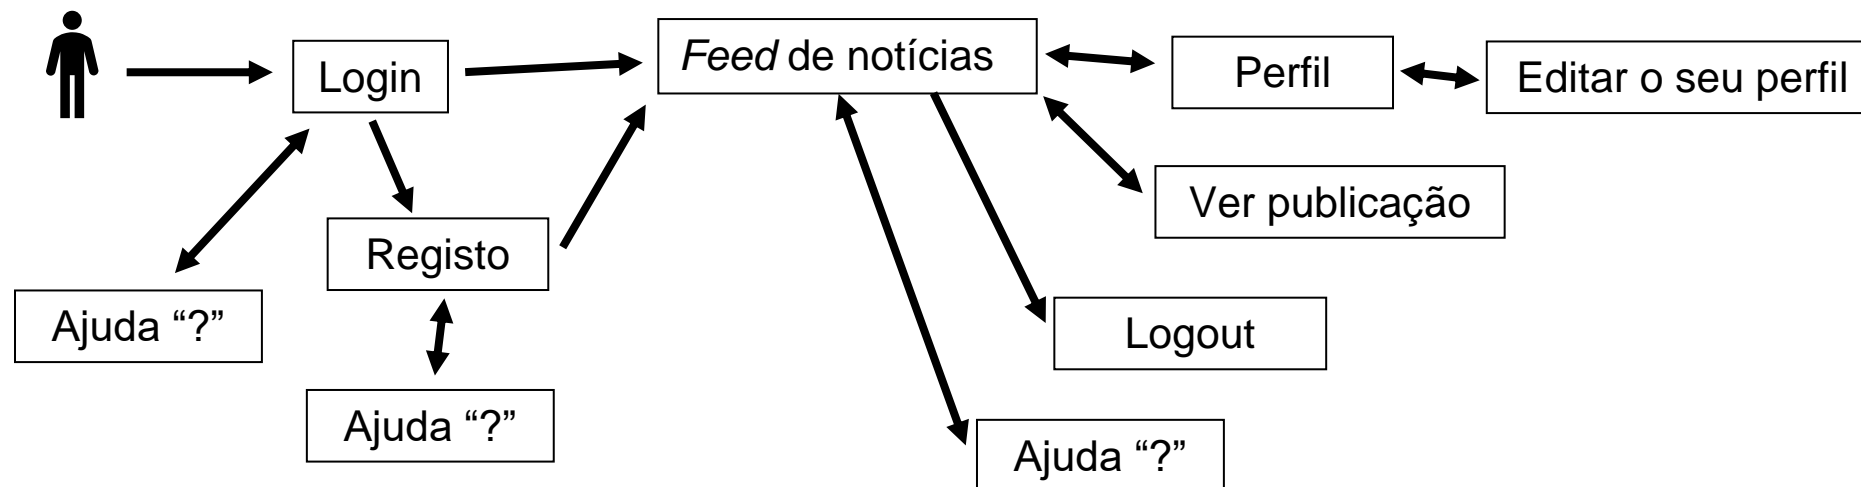 Login
Feed de notícias
Perfil
Editar o seu perfil
Ver publicação
Registo
Ajuda “?”
Logout
Ajuda “?”
Ajuda “?”